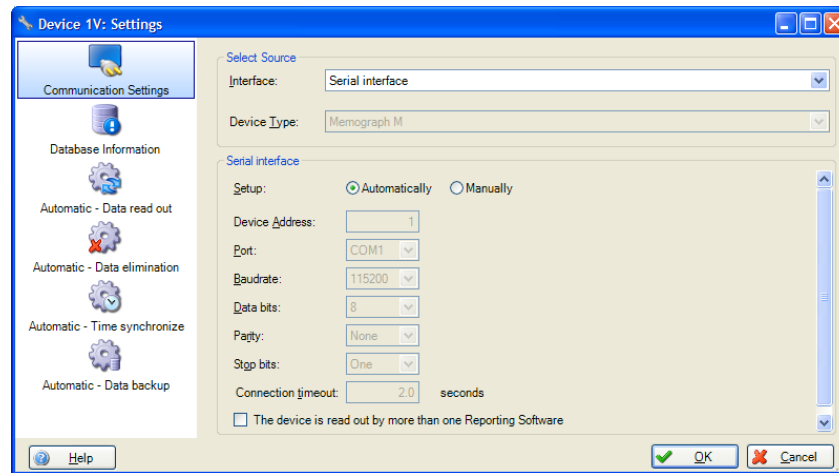 Device 1V: Settings
Communication Settings
Database Information
Automatic - Data read out
Automatic - Data elimination
Automatic - Time synchronize
Automatic - Data backup
Select Source
Interface: Serial interface
Device Type: Memograph M
Serial interface
Setup: Automatically Manually
Device Address: 1
Port: COM1
Baudrate: 115200
Data bits: 8
Parity: None
Stop bits: One
Connection timeout: 2.0 seconds
The device is read out by more than one Reporting Software
Help OK Cancel